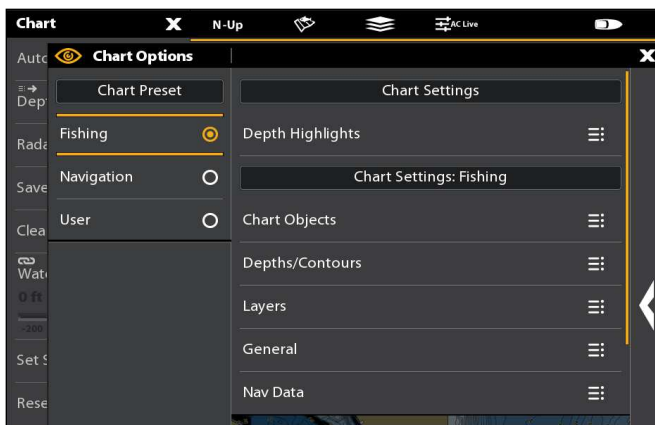 Chart X N-Up AC Live
Chart Options X
Chart Preset
Fishing
Navigation
User
Chart Settings
Depth Highlights
Chart Settings: Fishing
Chart Objects
Depths/Contours
Layers
General
Nav Data
Auto
Dep
Rada
Save
Clea
Wat
0 ft
-200
Set S
Rese